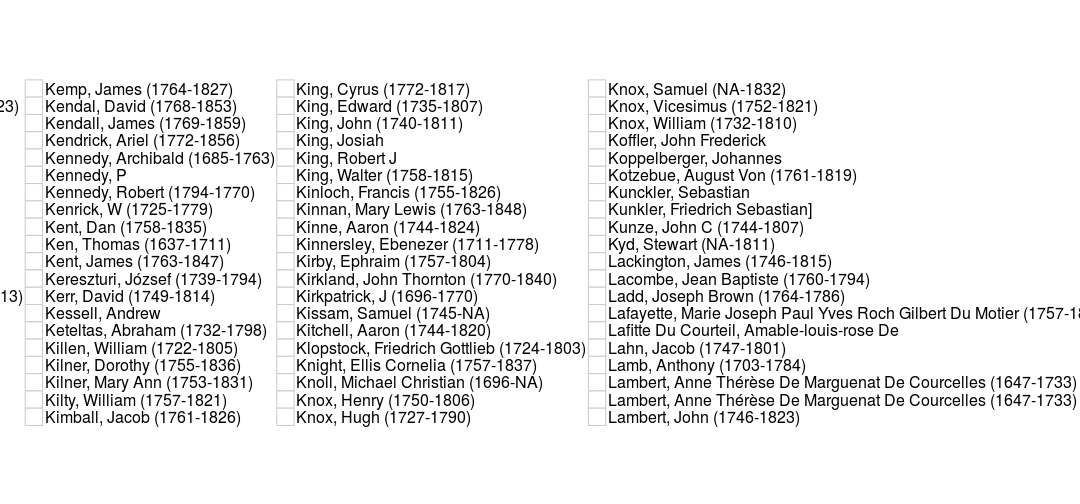 Kemp, James (1764-1827)
23)
Kendal, David (1768-1853)
Kendall, James (1769-1859)
Kendrick, Ariel (1772-1856)
Kennedy, Archibald (1685-1763)
Kennedy, P
Kennedy, Robert (1794-1770)
Kenrick, W (1725-1779)
Kent, Dan (1758-1835)
Ken, Thomas (1637-1711)
Kent, James (1763-1847)
Kereszturi, József (1739-1794)
13)
Kerr, David (1749-1814)
Kessell, Andrew
Keteltas, Abraham (1732-1798)
Killen, William (1722-1805)
Kilner, Dorothy (1755-1836)
Kilner, Mary Ann (1753-1831)
Kilty, William (1757-1821)
Kimball, Jacob (1761-1826)
King, Cyrus (1772-1817)
King, Edward (1735-1807)
King, John (1740-1811)
King, Josiah
King, Robert J
King, Walter (1758-1815)
Kinloch, Francis (1755-1826)
Kinnan, Mary Lewis (1763-1848)
Kinne, Aaron (1744-1824)
Kinnersley, Ebenezer (1711-1778)
Kirby, Ephraim (1757-1804)
Kirkland, John Thornton (1770-1840)
Kirkpatrick, J (1696-1770)
Kissam, Samuel (1745-NA)
Kitchell, Aaron (1744-1820)
Klopstock, Friedrich Gottlieb (1724-1803)
Knight, Ellis Cornelia (1757-1837)
Knoll, Michael Christian (1696-NA)
Knox, Henry (1750-1806)
Knox, Hugh (1727-1790)
Knox, Samuel (NA-1832)
Knox, Vicesimus (1752-1821)
Knox, William (1732-1810)
Koffler, John Frederick
Koppelberger, Johannes
Kotzebue, August Von (1761-1819)
Kunckler, Sebastian
Kunkler, Friedrich Sebastian]
Kunze, John C (1744-1807)
Kyd, Stewart (NA-1811)
Lackington, James (1746-1815)
Lacombe, Jean Baptiste (1760-1794)
Ladd, Joseph Brown (1764-1786)
Lafayette, Marie Joseph Paul Yves Roch Gilbert Du Motier (1757-18
Lafitte Du Courteil, Amable-louis-rose De
Lahn, Jacob (1747-1801)
Lamb, Anthony (1703-1784)
Lambert, Anne Thérèse De Marguenat De Courcelles (1647-1733)
Lambert, Anne Thérèse De Marguenat De Courcelles (1647-1733)
Lambert, John (1746-1823)